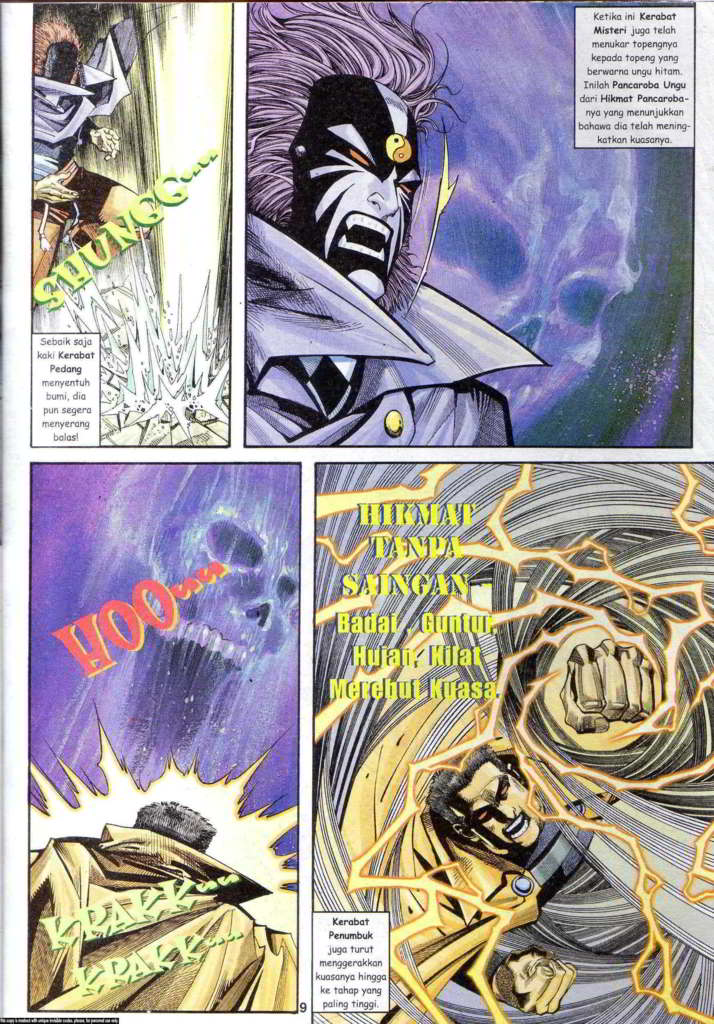 SHUNGG...
Sebaik saja
kaki Kerabat
Pedang
menyentuh
bumi, dia
pun segera
menyerang
balas!
Ketika ini Kerabat
Misteri juga telah
menukar topengnya
kepada topeng yang
berwarna ungu hitam.
Inilah Pancaroba Ungu
dari Hikmat Pancaroba-
nya yang menunjukkan
bahawa dia telah mening-
katkan kuasanya.
HOO...
KRAKK...
KRAKK...
HIKMAT
TANPA
SAINGAN -
Badai, Guntur,
Hujan, Kilat
Merebut Kuasa.
Kerabat
Penumbuk
juga turut
menggerakkan
kuasanya hingga
ke tahap yang
paling tinggi.
9